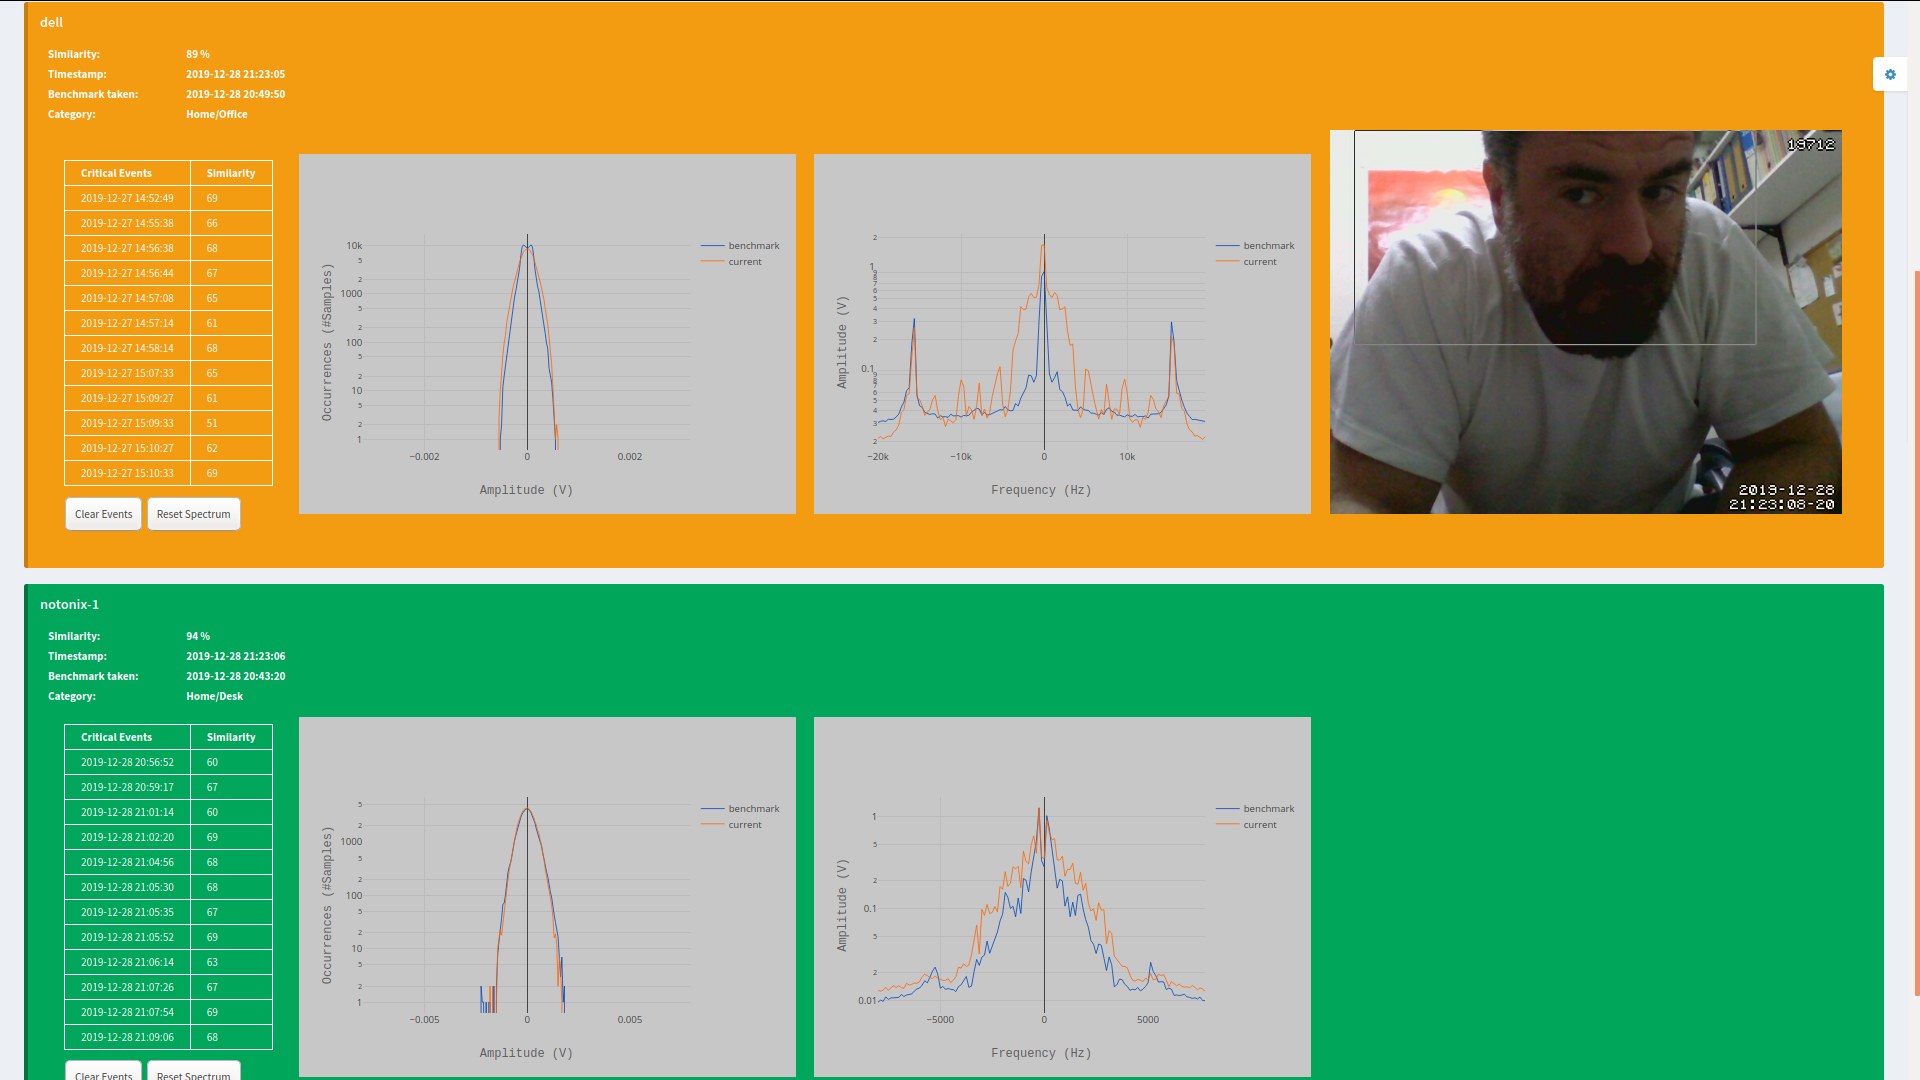 dell
Similarity: 89 %
Timestamp: 2019-12-28 21:23:05
Benchmark taken: 2019-12-28 20:49:50
Category: Home/Office
Critical Events Similarity
2019-12-27 14:52:49 69
2019-12-27 14:55:38 66
2019-12-27 14:56:38 68
2019-12-27 14:56:44 67
2019-12-27 14:57:08 65
2019-12-27 14:57:14 61
2019-12-27 14:58:14 68
2019-12-27 15:07:33 65
2019-12-27 15:09:27 61
2019-12-27 15:09:33 51
2019-12-27 15:10:27 62
2019-12-27 15:10:33 69
Clear Events Reset Spectrum
Occurrences (#Samples)
10k
5
2
1000
5
2
100
5
2
10
5
2
1
−0.002 0 0.002
Amplitude (V)
benchmark
current
Amplitude (V)
2
1
9
8
7
6
5
4
3
2
0.1
9
8
7
6
5
4
3
2
−20k −10k 0 10k
Frequency (Hz)
benchmark
current
19712
2019-12-28
21:23:08-20
notonix-1
Similarity: 94 %
Timestamp: 2019-12-28 21:23:06
Benchmark taken: 2019-12-28 20:43:20
Category: Home/Desk
Critical Events Similarity
2019-12-28 20:56:52 60
2019-12-28 20:59:17 67
2019-12-28 21:01:14 60
2019-12-28 21:02:20 69
2019-12-28 21:04:56 68
2019-12-28 21:05:30 68
2019-12-28 21:05:35 67
2019-12-28 21:05:52 69
2019-12-28 21:06:14 63
2019-12-28 21:07:26 67
2019-12-28 21:07:54 69
2019-12-28 21:09:06 68
Clear Events Reset Spectrum
Occurrences (#Samples)
5
2
1000
5
2
100
5
2
10
5
2
1
−0.005 0 0.005
Amplitude (V)
benchmark
current
Amplitude (V)
1
5
2
0.1
5
2
0.01
−5000 0 5000
Frequency (Hz)
benchmark
current